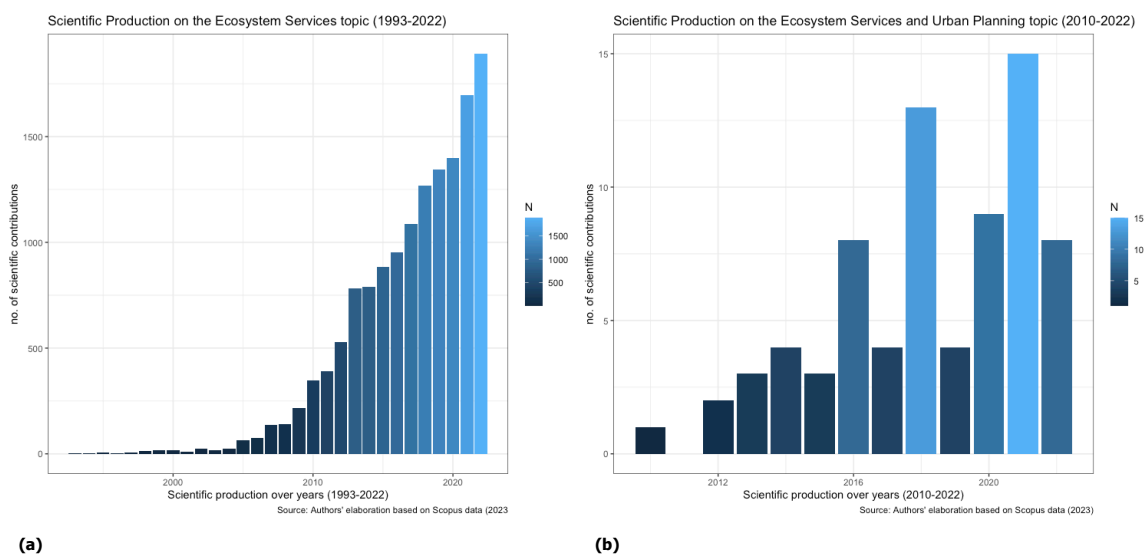 Scientific Production on the Ecosystem Services topic (1993-2022)
1500
1000
500
0
no. of scientific contributions
2000
2010
2020
Scientific production over years (1993-2022)
Source: Authors' elaboration based on Scopus data (2023
N
1500
1000
500
(a)
Scientific Production on the Ecosystem Services and Urban Planning topic (2010-2022)
15
10
5
0
no. of scientific contributions
2012
2016
2020
Scientific production over years (2010-2022)
Source: Authors' elaboration based on Scopus data (2023)
N
15
10
5
(b)